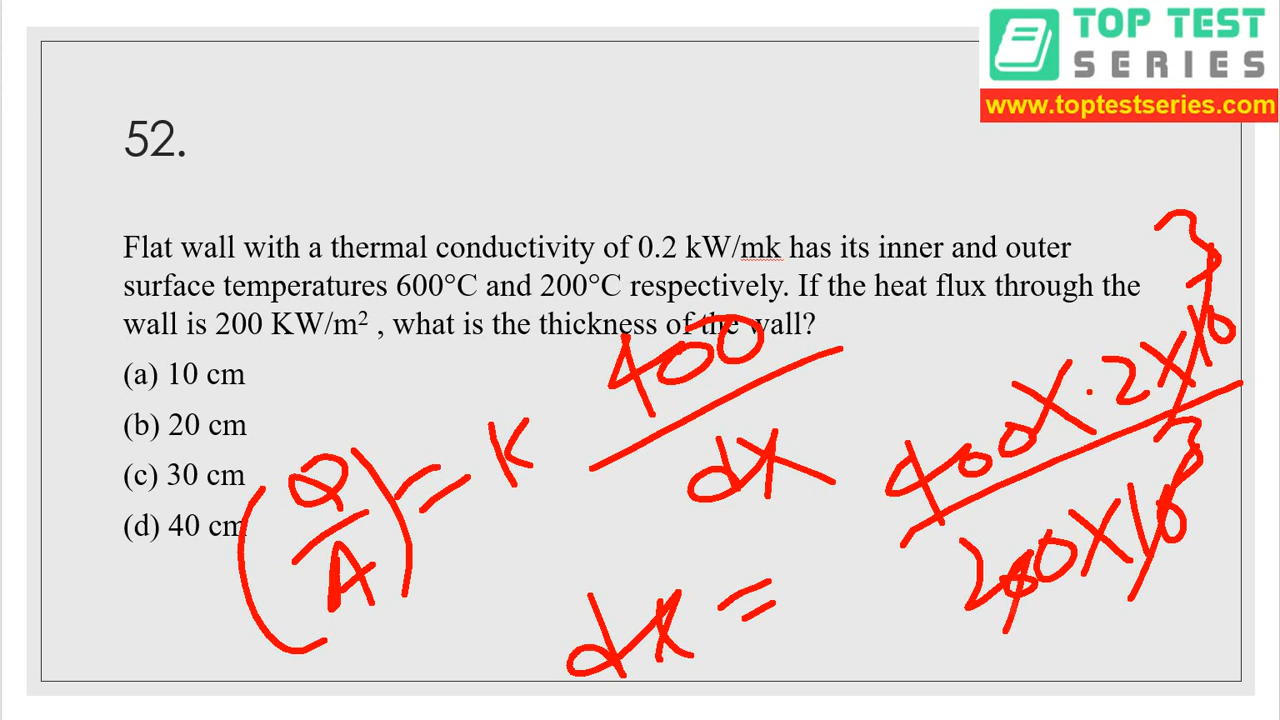 TOP TEST
SERIES
www.toptestseries.com
52.
Flat wall with a thermal conductivity of 0.2 kW/mk has its inner and outer
surface temperatures 600°C and 200°C respectively. If the heat flux through the
wall is 200 KW/m² , what is the thickness of the wall?
(a) 10 cm
(b) 20 cm
(c) 30 cm
(d) 40 cm
(Q/A) = K 400/dx
dx =
400 X .2 X 10³
200 X 10³